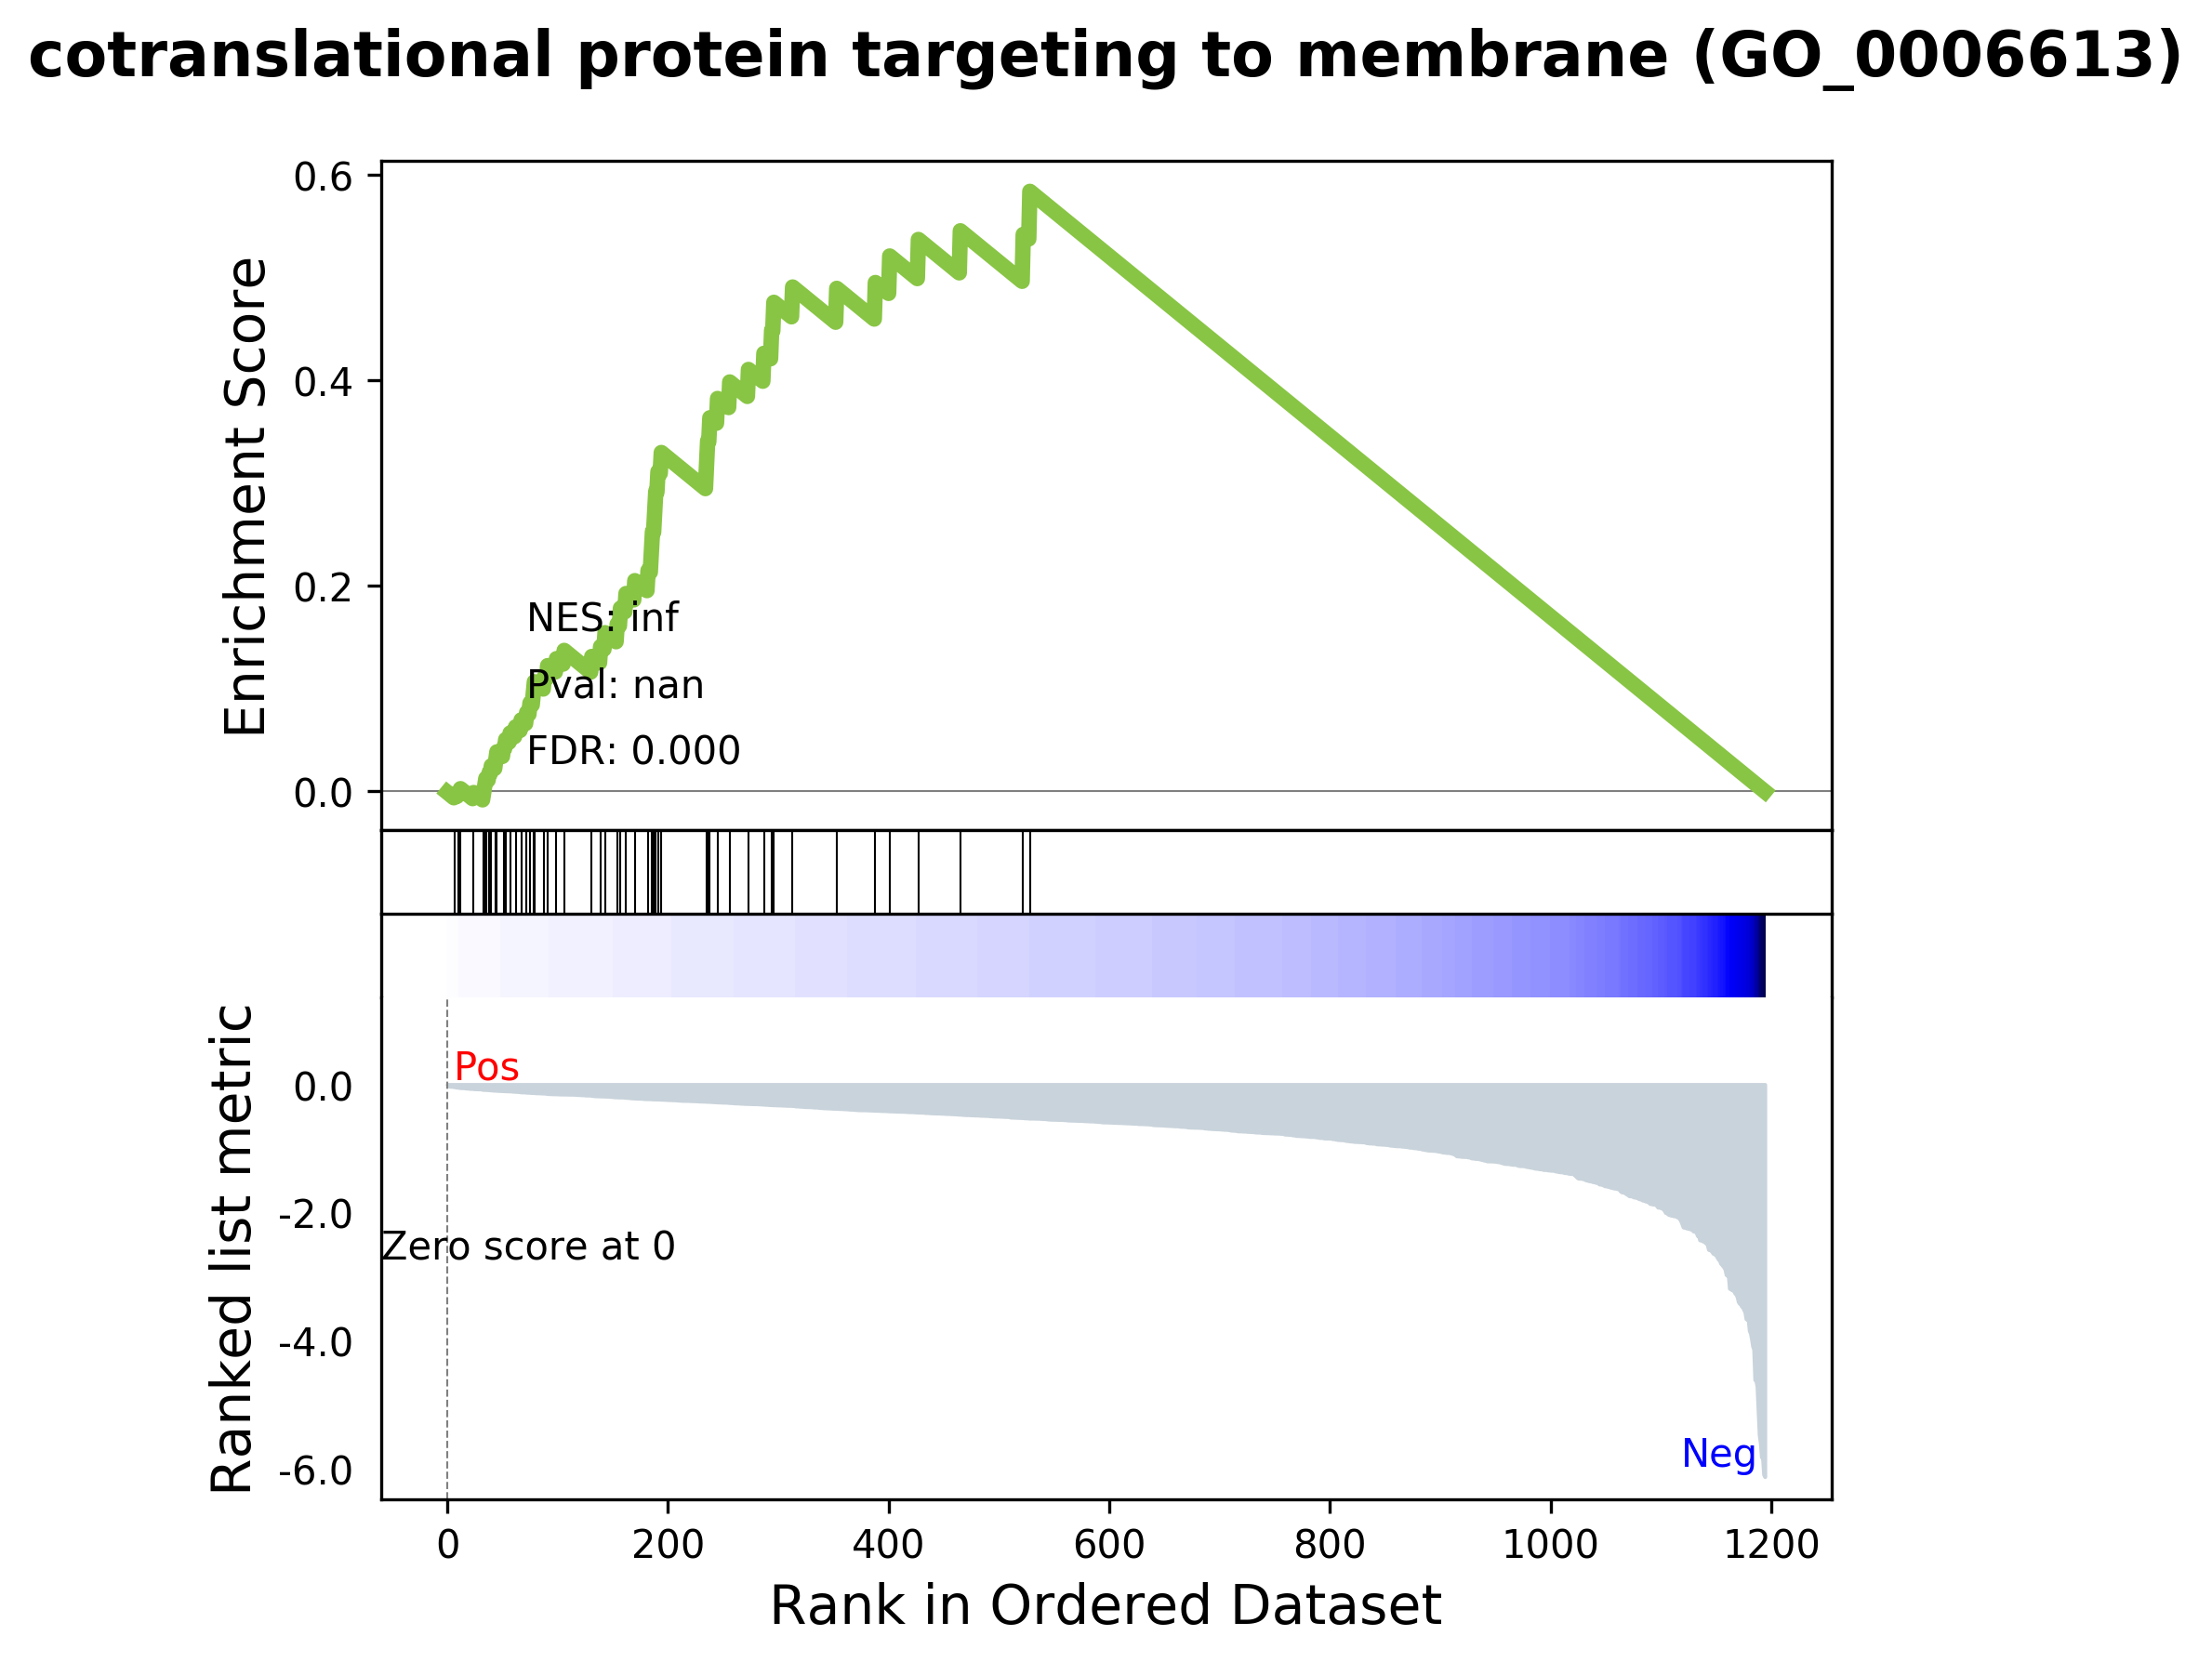 cotranslational protein targeting to membrane (GO_0006613)
Enrichment Score
0.6
0.4
0.2
0.0
NES: inf
Pval: nan
FDR: 0.000
Ranked list metric
0.0
-2.0
-4.0
-6.0
Pos
Zero score at 0
Neg
0 200 400 600 800 1000 1200
Rank in Ordered Dataset